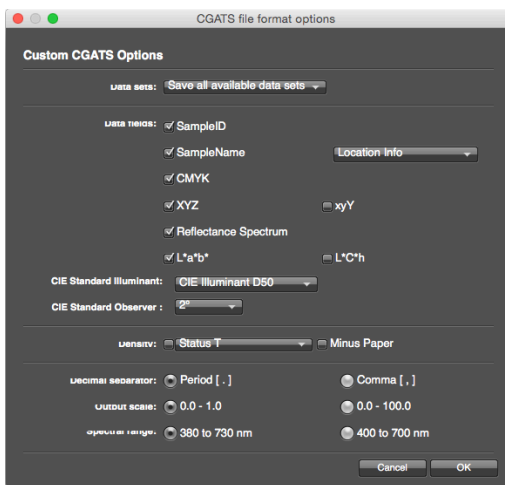 CGATS file format options
Custom CGATS Options
Data sets: Save all available data sets
Data fields: SampleID
SampleName Location Info
CMYK
XYZ xyY
Reflectance Spectrum
L*a*b* L*C*h
CIE Standard Illuminant: CIE Illuminant D50
CIE Standard Observer : 2°
Density: Status T Minus Paper
Decimal separator: Period [ . ] Comma [ , ]
Output scale: 0.0 - 1.0 0.0 - 100.0
Spectral range: 380 to 730 nm 400 to 700 nm
Cancel OK